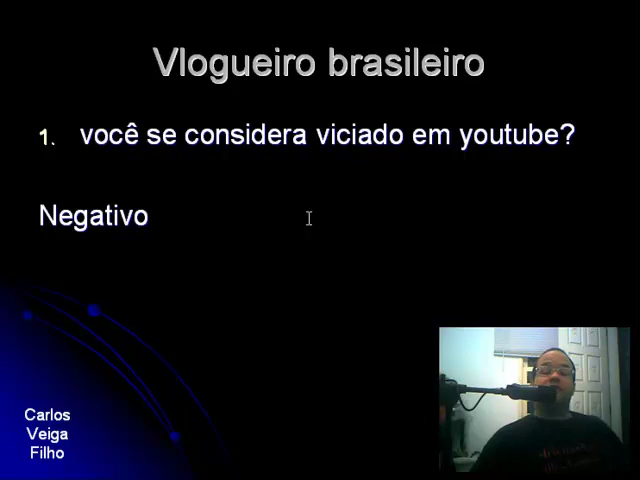 Vlogueiro brasileiro
1. você se considera viciado em youtube?
Negativo
Carlos
Veiga
Filho